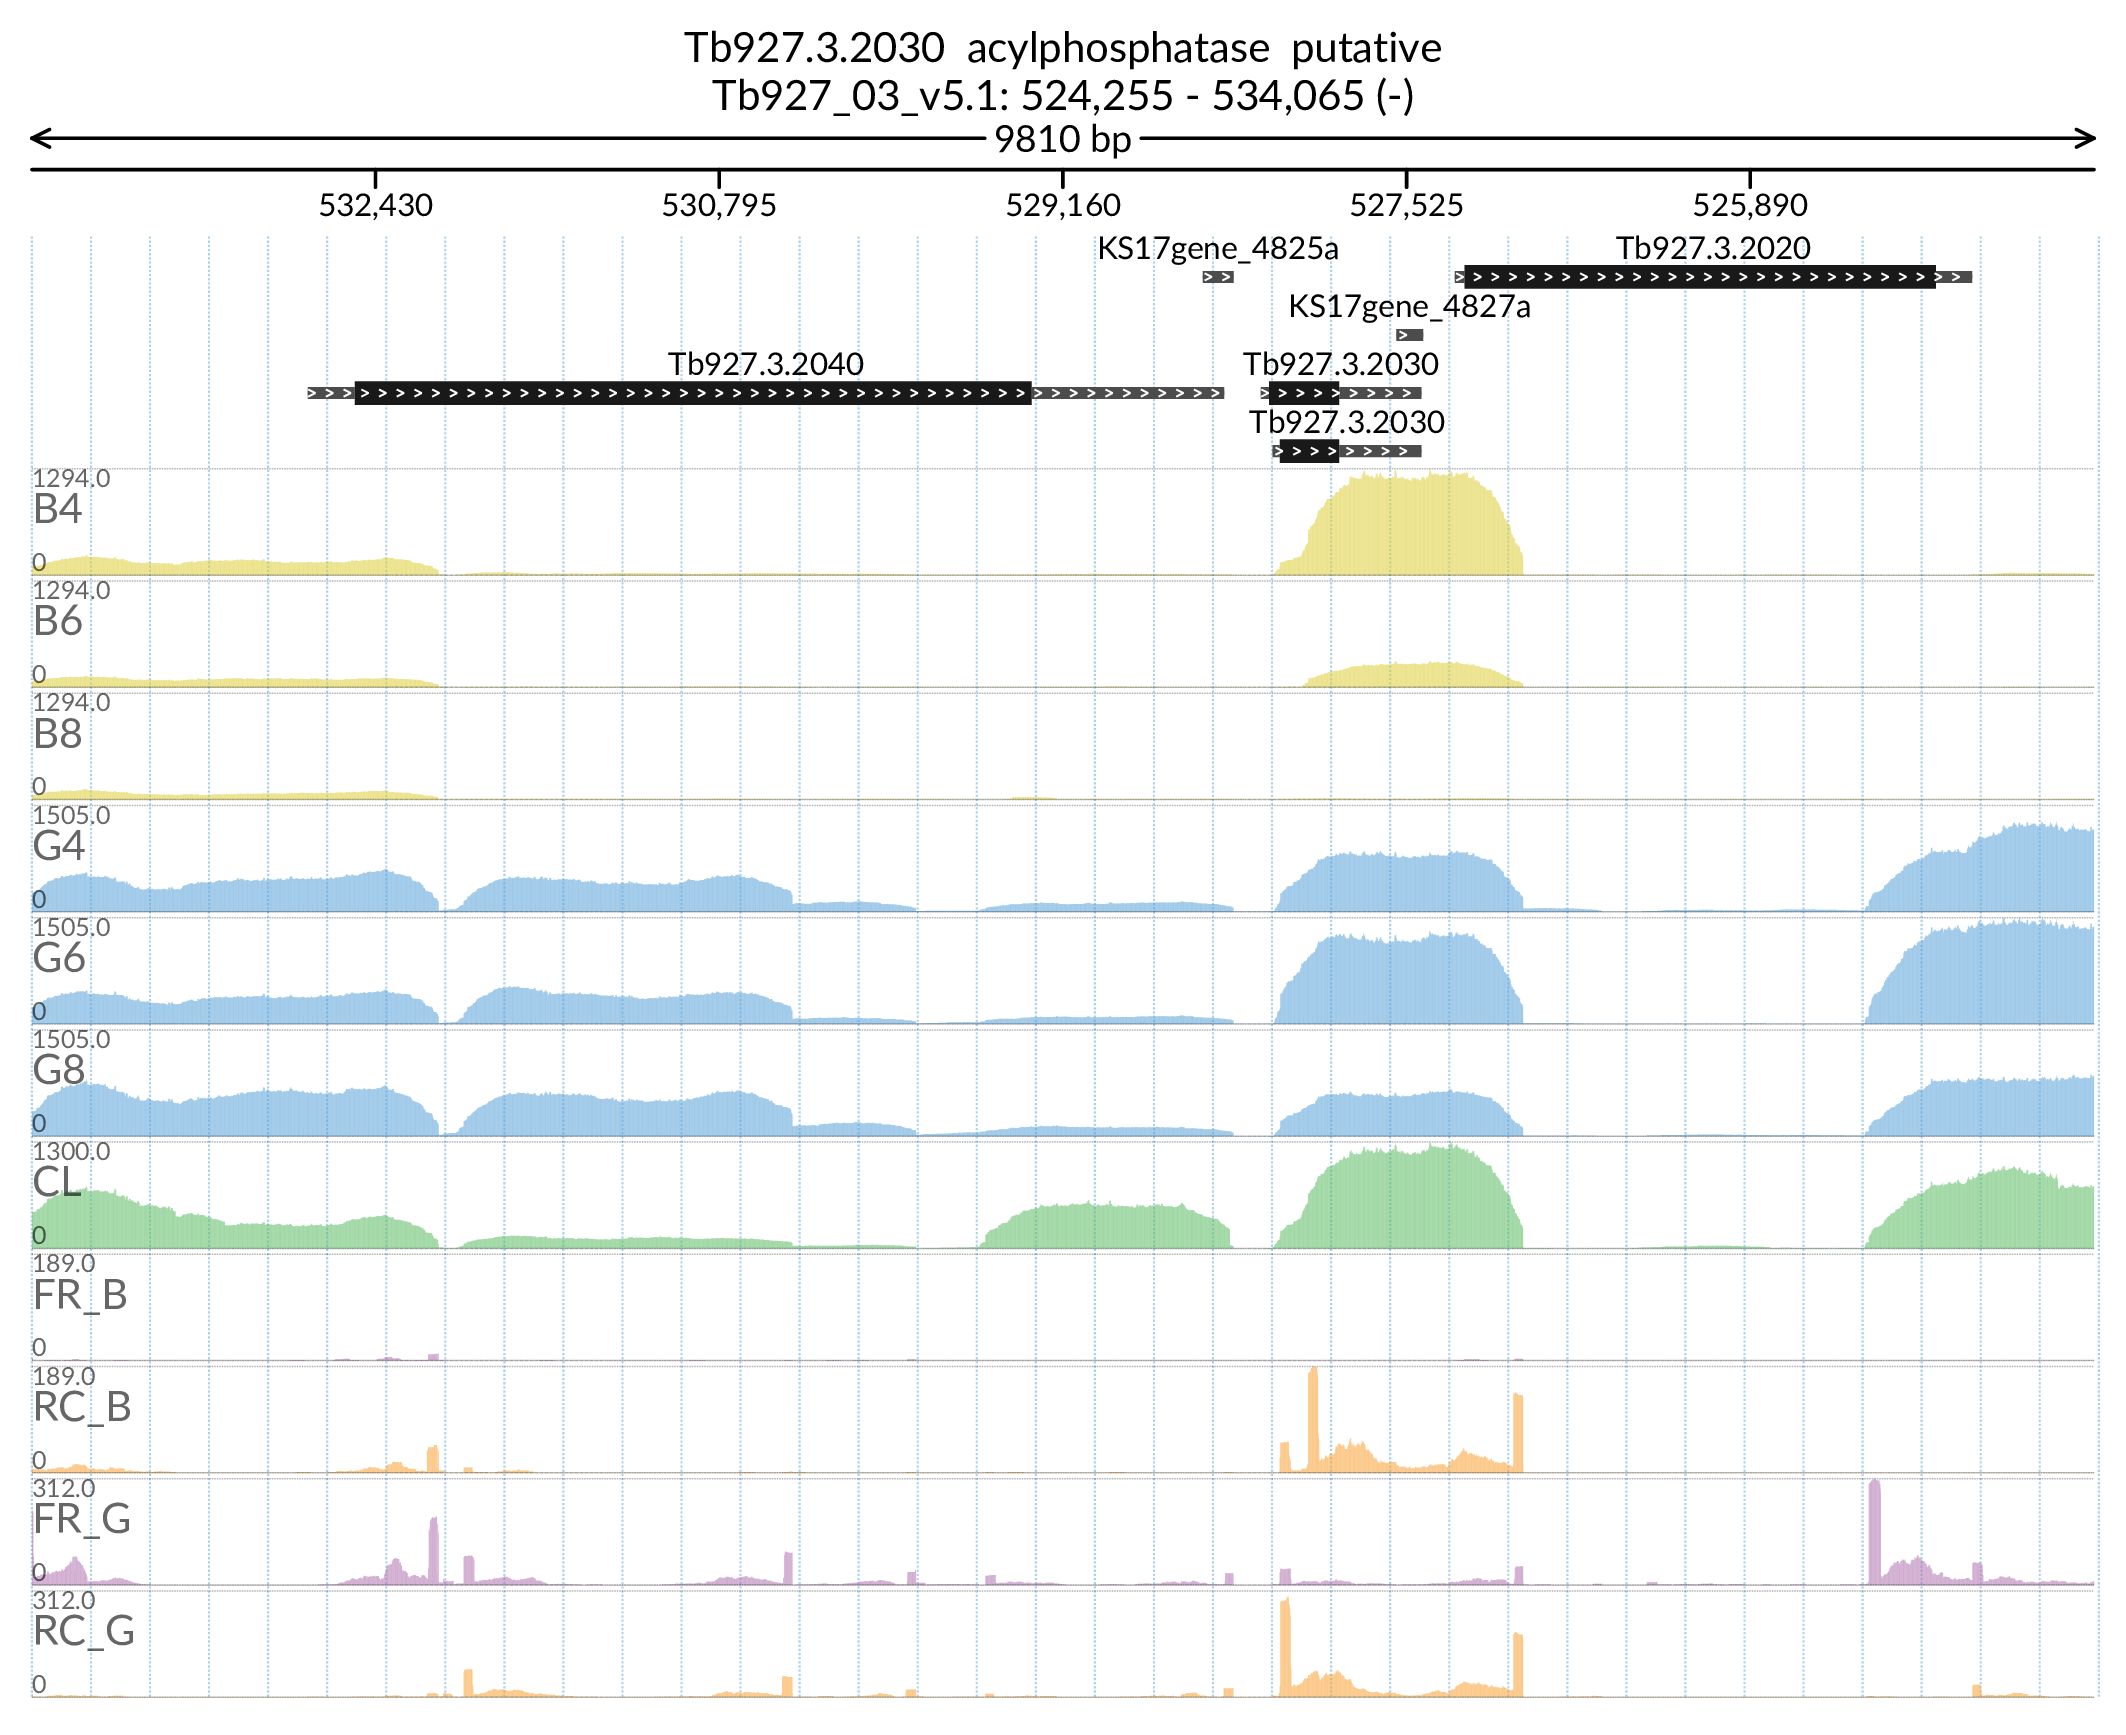 Tb927.3.2030 acylphosphatase putative
Tb927_03_v5.1: 524,255 - 534,065 (-)
9810 bp
532,430 530,795 529,160 527,525 525,890
KS17gene_4825a Tb927.3.2020
KS17gene_4827a
Tb927.3.2040 Tb927.3.2030
Tb927.3.2030
1294.0
B4
0
1294.0
B6
0
1294.0
B8
0
1505.0
G4
0
1505.0
G6
0
1505.0
G8
0
1300.0
CL
0
189.0
FR_B
0
189.0
RC_B
0
312.0
FR_G
0
312.0
RC_G
0